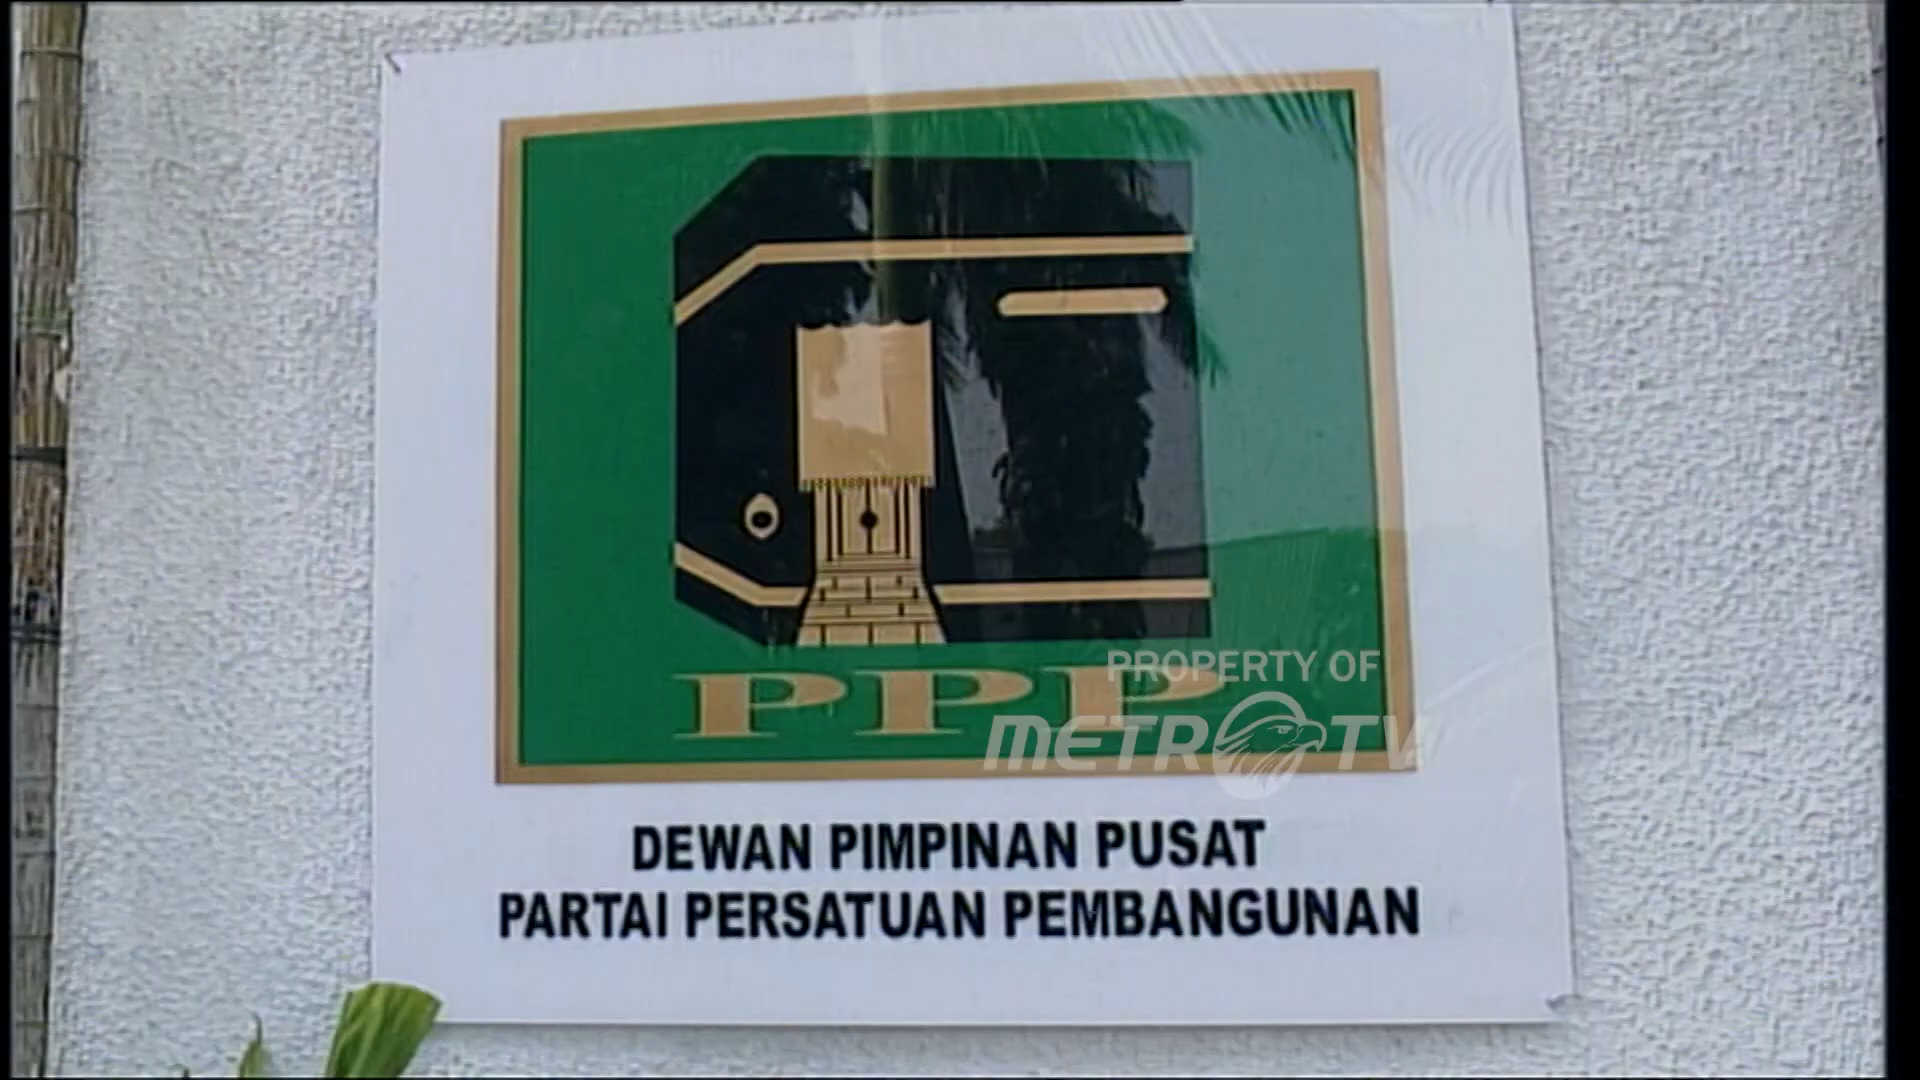 PPP
PROPERTY OF
METRO TV
DEWAN PIMPINAN PUSAT
PARTAI PERSATUAN PEMBANGUNAN